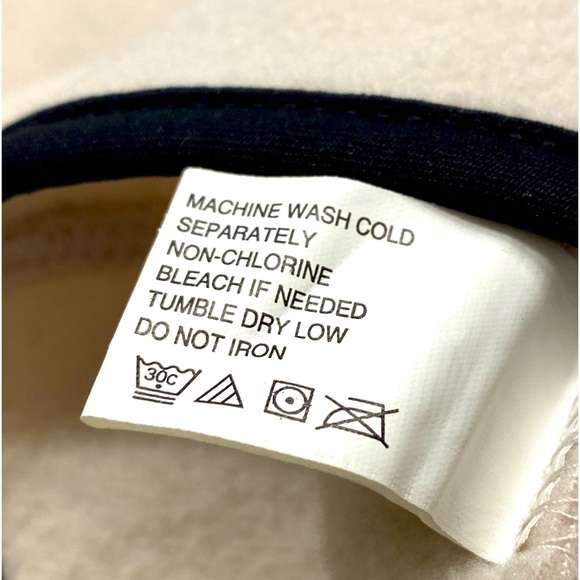 MACHINE WASH COLD
SEPARATELY
NON-CHLORINE
BLEACH IF NEEDED
TUMBLE DRY LOW
DO NOT IRON
30C